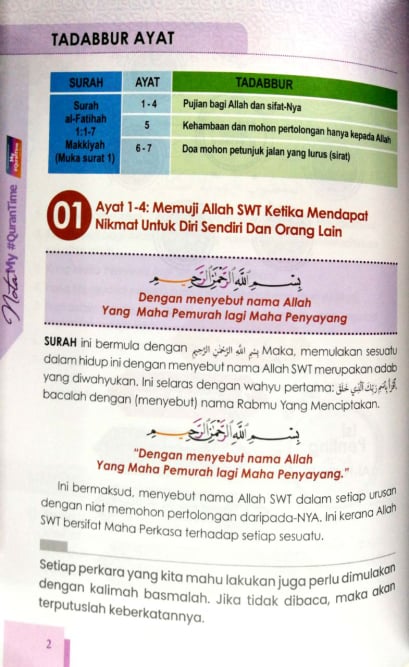 TADABBUR AYAT
SURAH AYAT TADABBUR
Surah
al-Fatihah
1:1-7
Makkiyah
(Muka surat 1)
1 - 4 Pujian bagi Allah dan sifat-Nya
5 Kehambaan dan mohon pertolongan hanya kepada Allah
6 - 7 Doa mohon petunjuk jalan yang lurus (sirat)
NotaMy #QuranTime
My #QuranTime
01 Ayat 1-4: Memuji Allah SWT Ketika Mendapat
Nikmat Untuk Diri Sendiri Dan Orang Lain
بِسْمِ اللَّهِ الرَّحْمَٰنِ الرَّحِيمِ
Dengan menyebut nama Allah
Yang Maha Pemurah lagi Maha Penyayang
SURAH ini bermula dengan بِسْمِ اللَّهِ الرَّحْمَٰنِ الرَّحِيمِ Maka, memulakan sesuatu
dalam hidup ini dengan menyebut nama Allah SWT merupakan adab
yang diwahyukan. Ini selaras dengan wahyu pertama: ﴿اقْرَأْ بِاسْمِ رَبِّكَ الَّذِي خَلَقَ﴾
bacalah dengan (menyebut) nama Rabmu Yang Menciptakan.
بِسْمِ اللَّهِ الرَّحْمَٰنِ الرَّحِيمِ
“Dengan menyebut nama Allah
Yang Maha Pemurah lagi Maha Penyayang.”
Ini bermaksud, menyebut nama Allah SWT dalam setiap urusan
dengan niat memohon pertolongan daripada-NYA. Ini kerana Allah
SWT bersifat Maha Perkasa terhadap setiap sesuatu.
Setiap perkara yang kita mahu lakukan juga perlu dimulakan
dengan kalimah basmalah. Jika tidak dibaca, maka akan
terputuslah keberkatannya.
2